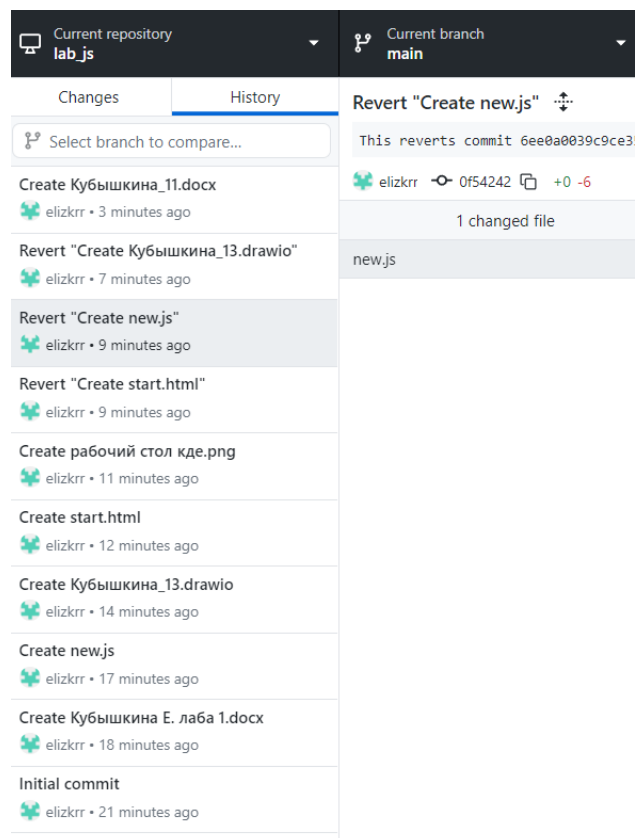 Current repository
lab_js
Current branch
main
Changes
History
Select branch to compare...
Create Кубышкина_11.docx
elizkrr • 3 minutes ago
Revert "Create Кубышкина_13.drawio"
elizkrr • 7 minutes ago
Revert "Create new.js"
elizkrr • 9 minutes ago
Revert "Create start.html"
elizkrr • 9 minutes ago
Create рабочий стол кде.png
elizkrr • 11 minutes ago
Create start.html
elizkrr • 12 minutes ago
Create Кубышкина_13.drawio
elizkrr • 14 minutes ago
Create new.js
elizkrr • 17 minutes ago
Create Кубышкина Е. лаба 1.docx
elizkrr • 18 minutes ago
Initial commit
elizkrr • 21 minutes ago
Revert "Create new.js"
This reverts commit 6ee0a0039c9ce3
elizkrr 0f54242 +0 -6
1 changed file
new.js